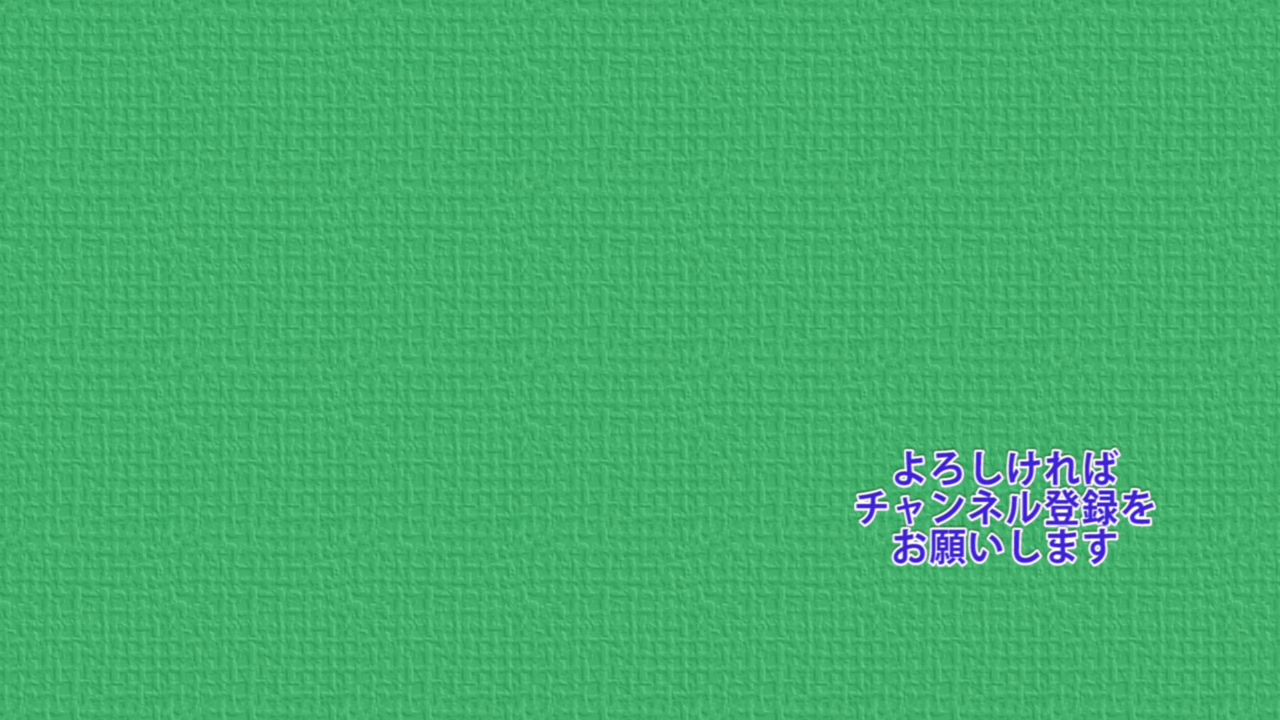 よろしければ
チャンネル登録を
お願いします